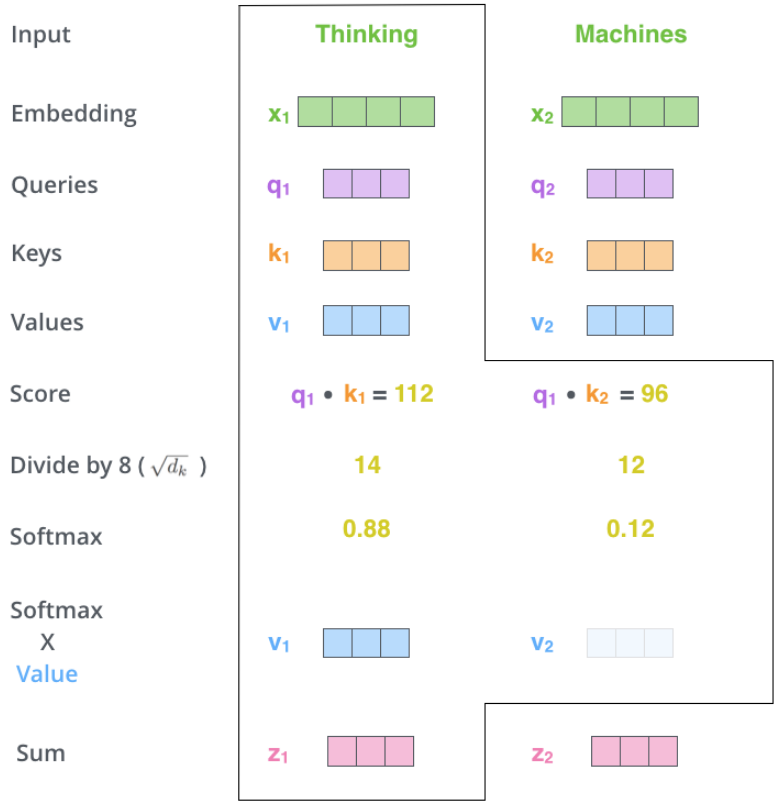 Input Thinking Machines
Embedding x₁ x₂
Queries q₁ q₂
Keys k₁ k₂
Values v₁ v₂
Score q₁ • k₁ = 112 q₁ • k₂ = 96
Divide by 8 ( √dₖ ) 14 12
Softmax 0.88 0.12
Softmax
X v₁ v₂
Value
Sum z₁ z₂